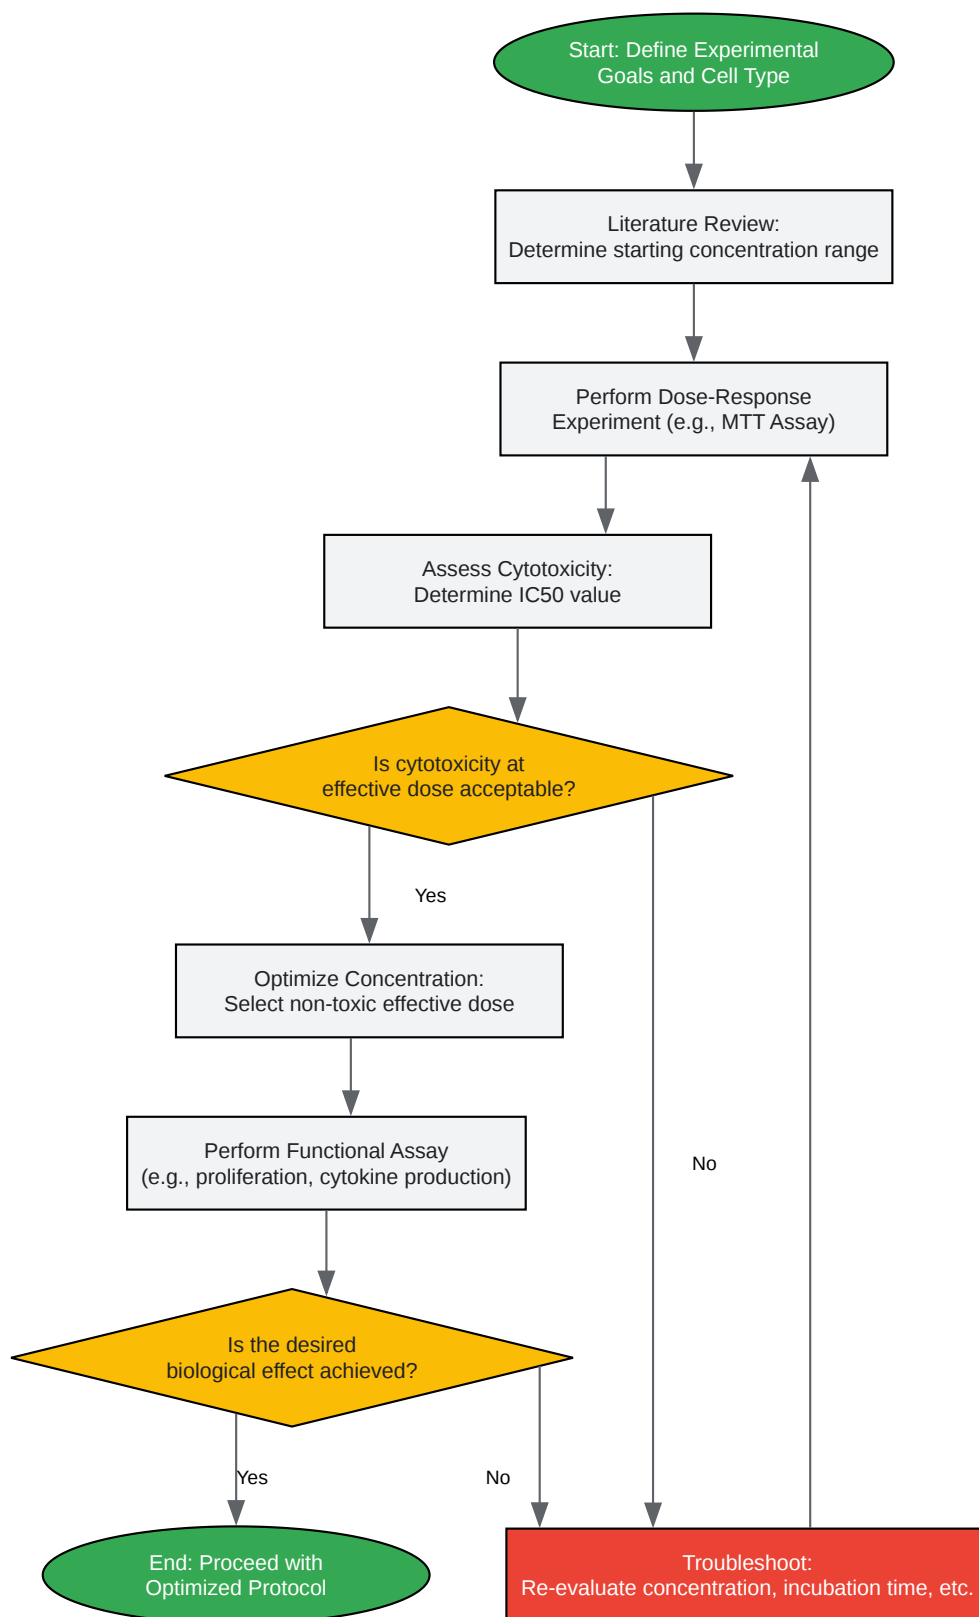 Start: Define Experimental
Goals and Cell Type
Literature Review:
Determine starting concentration range
Perform Dose-Response
Experiment (e.g., MTT Assay)
Assess Cytotoxicity:
Determine IC50 value
Is cytotoxicity at
effective dose acceptable?
Yes
Optimize Concentration:
Select non-toxic effective dose
Perform Functional Assay
(e.g., proliferation, cytokine production)
No
Is the desired
biological effect achieved?
Yes
No
End: Proceed with
Optimized Protocol
Troubleshoot:
Re-evaluate concentration, incubation time, etc.